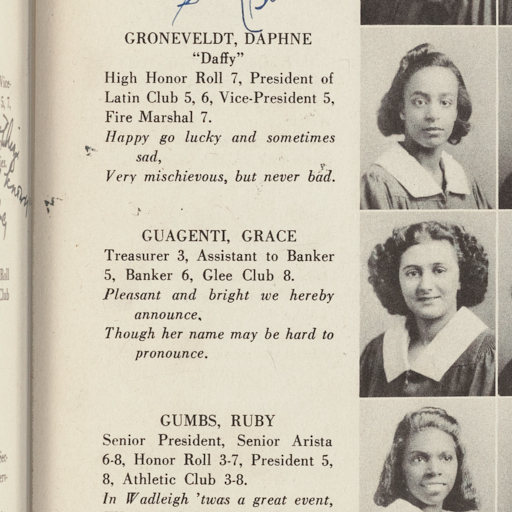 GRONEVELDT, DAPHNE
"Daffy"
High Honor Roll 7, President of
Latin Club 5, 6, Vice-President 5,
Fire Marshal 7.
Happy go lucky and sometimes
sad,
Very mischievous, but never bad.
GUAGENTI, GRACE
Treasurer 3, Assistant to Banker
5, Banker 6, Glee Club 8.
Pleasant and bright we hereby
announce,
Though her name may be hard to
pronounce.
GUMBS, RUBY
Senior President, Senior Arista
6-8, Honor Roll 3-7, President 5,
8, Athletic Club 3-8.
In Wadleigh 'twas a great event,